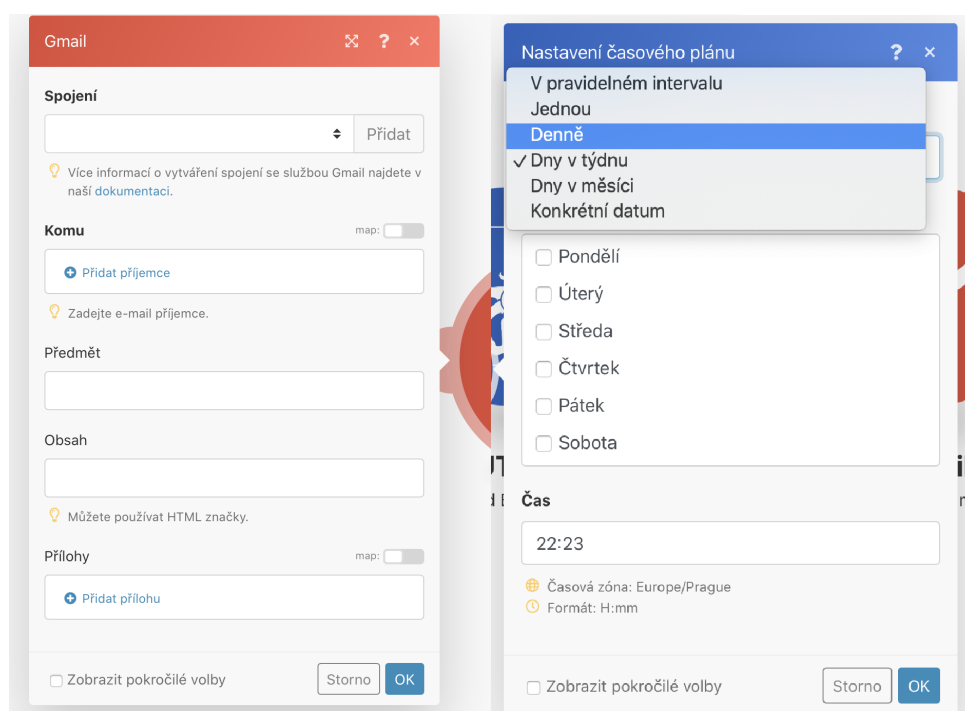 Gmail
Spojení
Přidat
Více informací o vytváření spojení se službou Gmail najdete v
naší dokumentaci.
Komu
map:
Přidat příjemce
Zadejte e-mail příjemce.
Předmět
Obsah
Můžete používat HTML značky.
Přílohy
map:
Přidat přílohu
Zobrazit pokročilé volby
Storno
OK
Nastavení časového plánu
V pravidelném intervalu
Jednou
Denně
Dny v týdnu
Dny v měsíci
Konkrétní datum
Pondělí
Úterý
Středa
Čtvrtek
Pátek
Sobota
Čas
22:23
Časová zóna: Europe/Prague
Formát: H:mm
Zobrazit pokročilé volby
Storno
OK